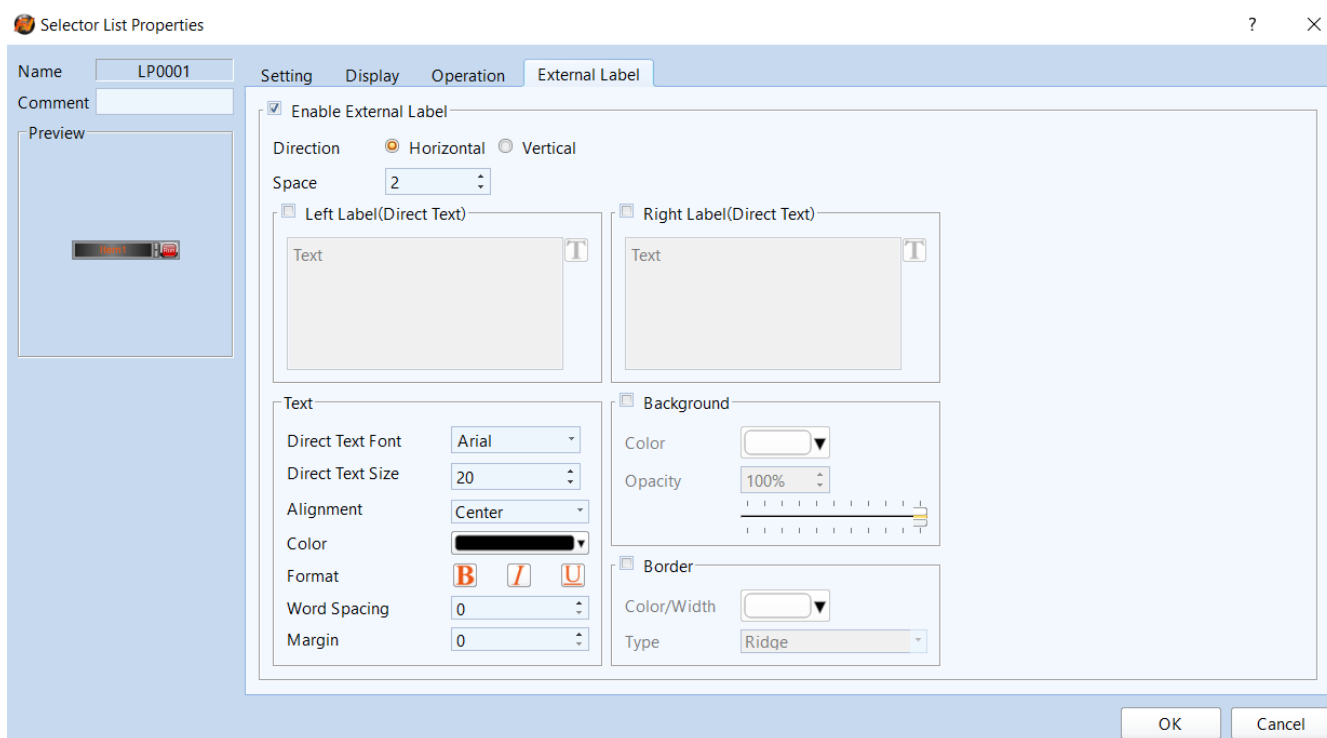 Selector List Properties
?
Name LP0001
Comment
Preview
Item1
Run
Setting Display Operation External Label
Enable External Label
Direction Horizontal Vertical
Space 2
Left Label(Direct Text) Right Label(Direct Text)
Text T Text T
Text
Direct Text Font Arial
Direct Text Size 20
Alignment Center
Color
Format B I U
Word Spacing 0
Margin 0
Background
Color
Opacity 100%
Border
Color/Width
Type Ridge
OK Cancel